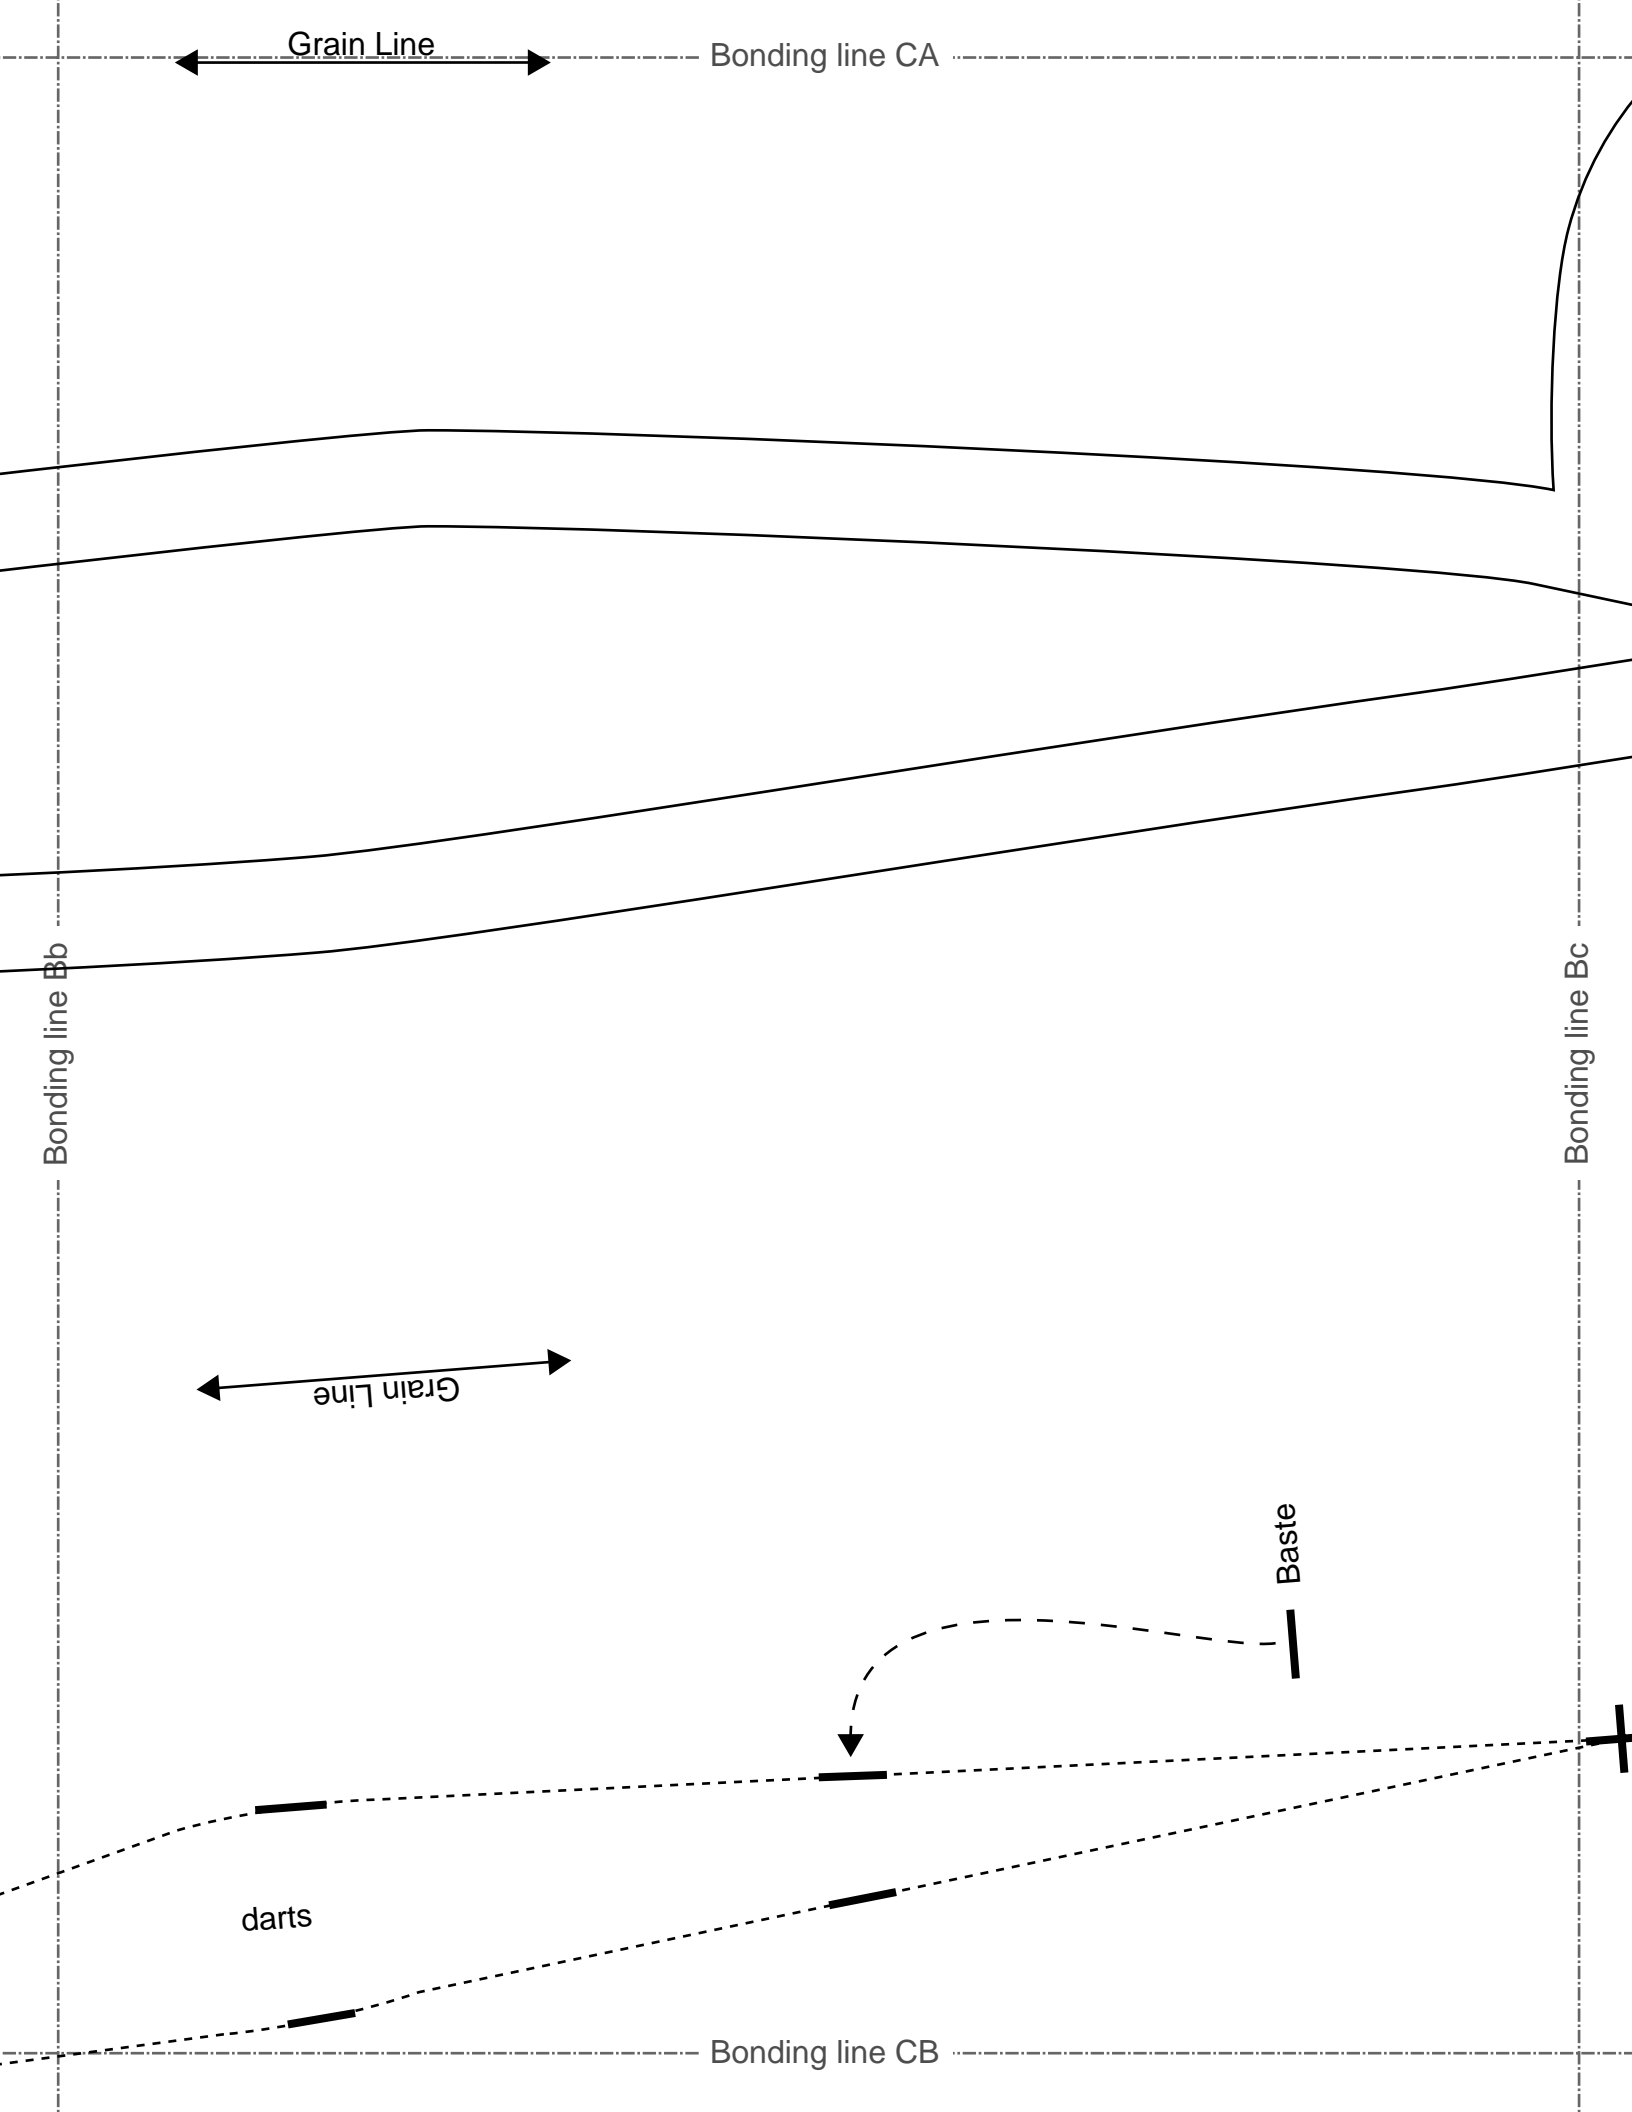 Grain Line
Bonding line CA
Bonding line Bb
Bonding line Bc
Grain Line
Baste
darts
Bonding line CB